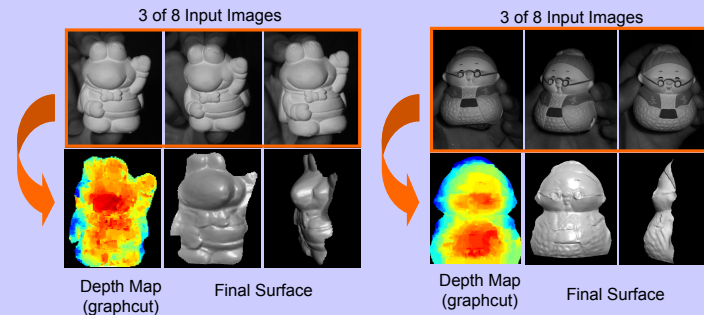 3 of 8 Input Images
Depth Map
(graphcut)
Final Surface
3 of 8 Input Images
Depth Map
(graphcut)
Final Surface